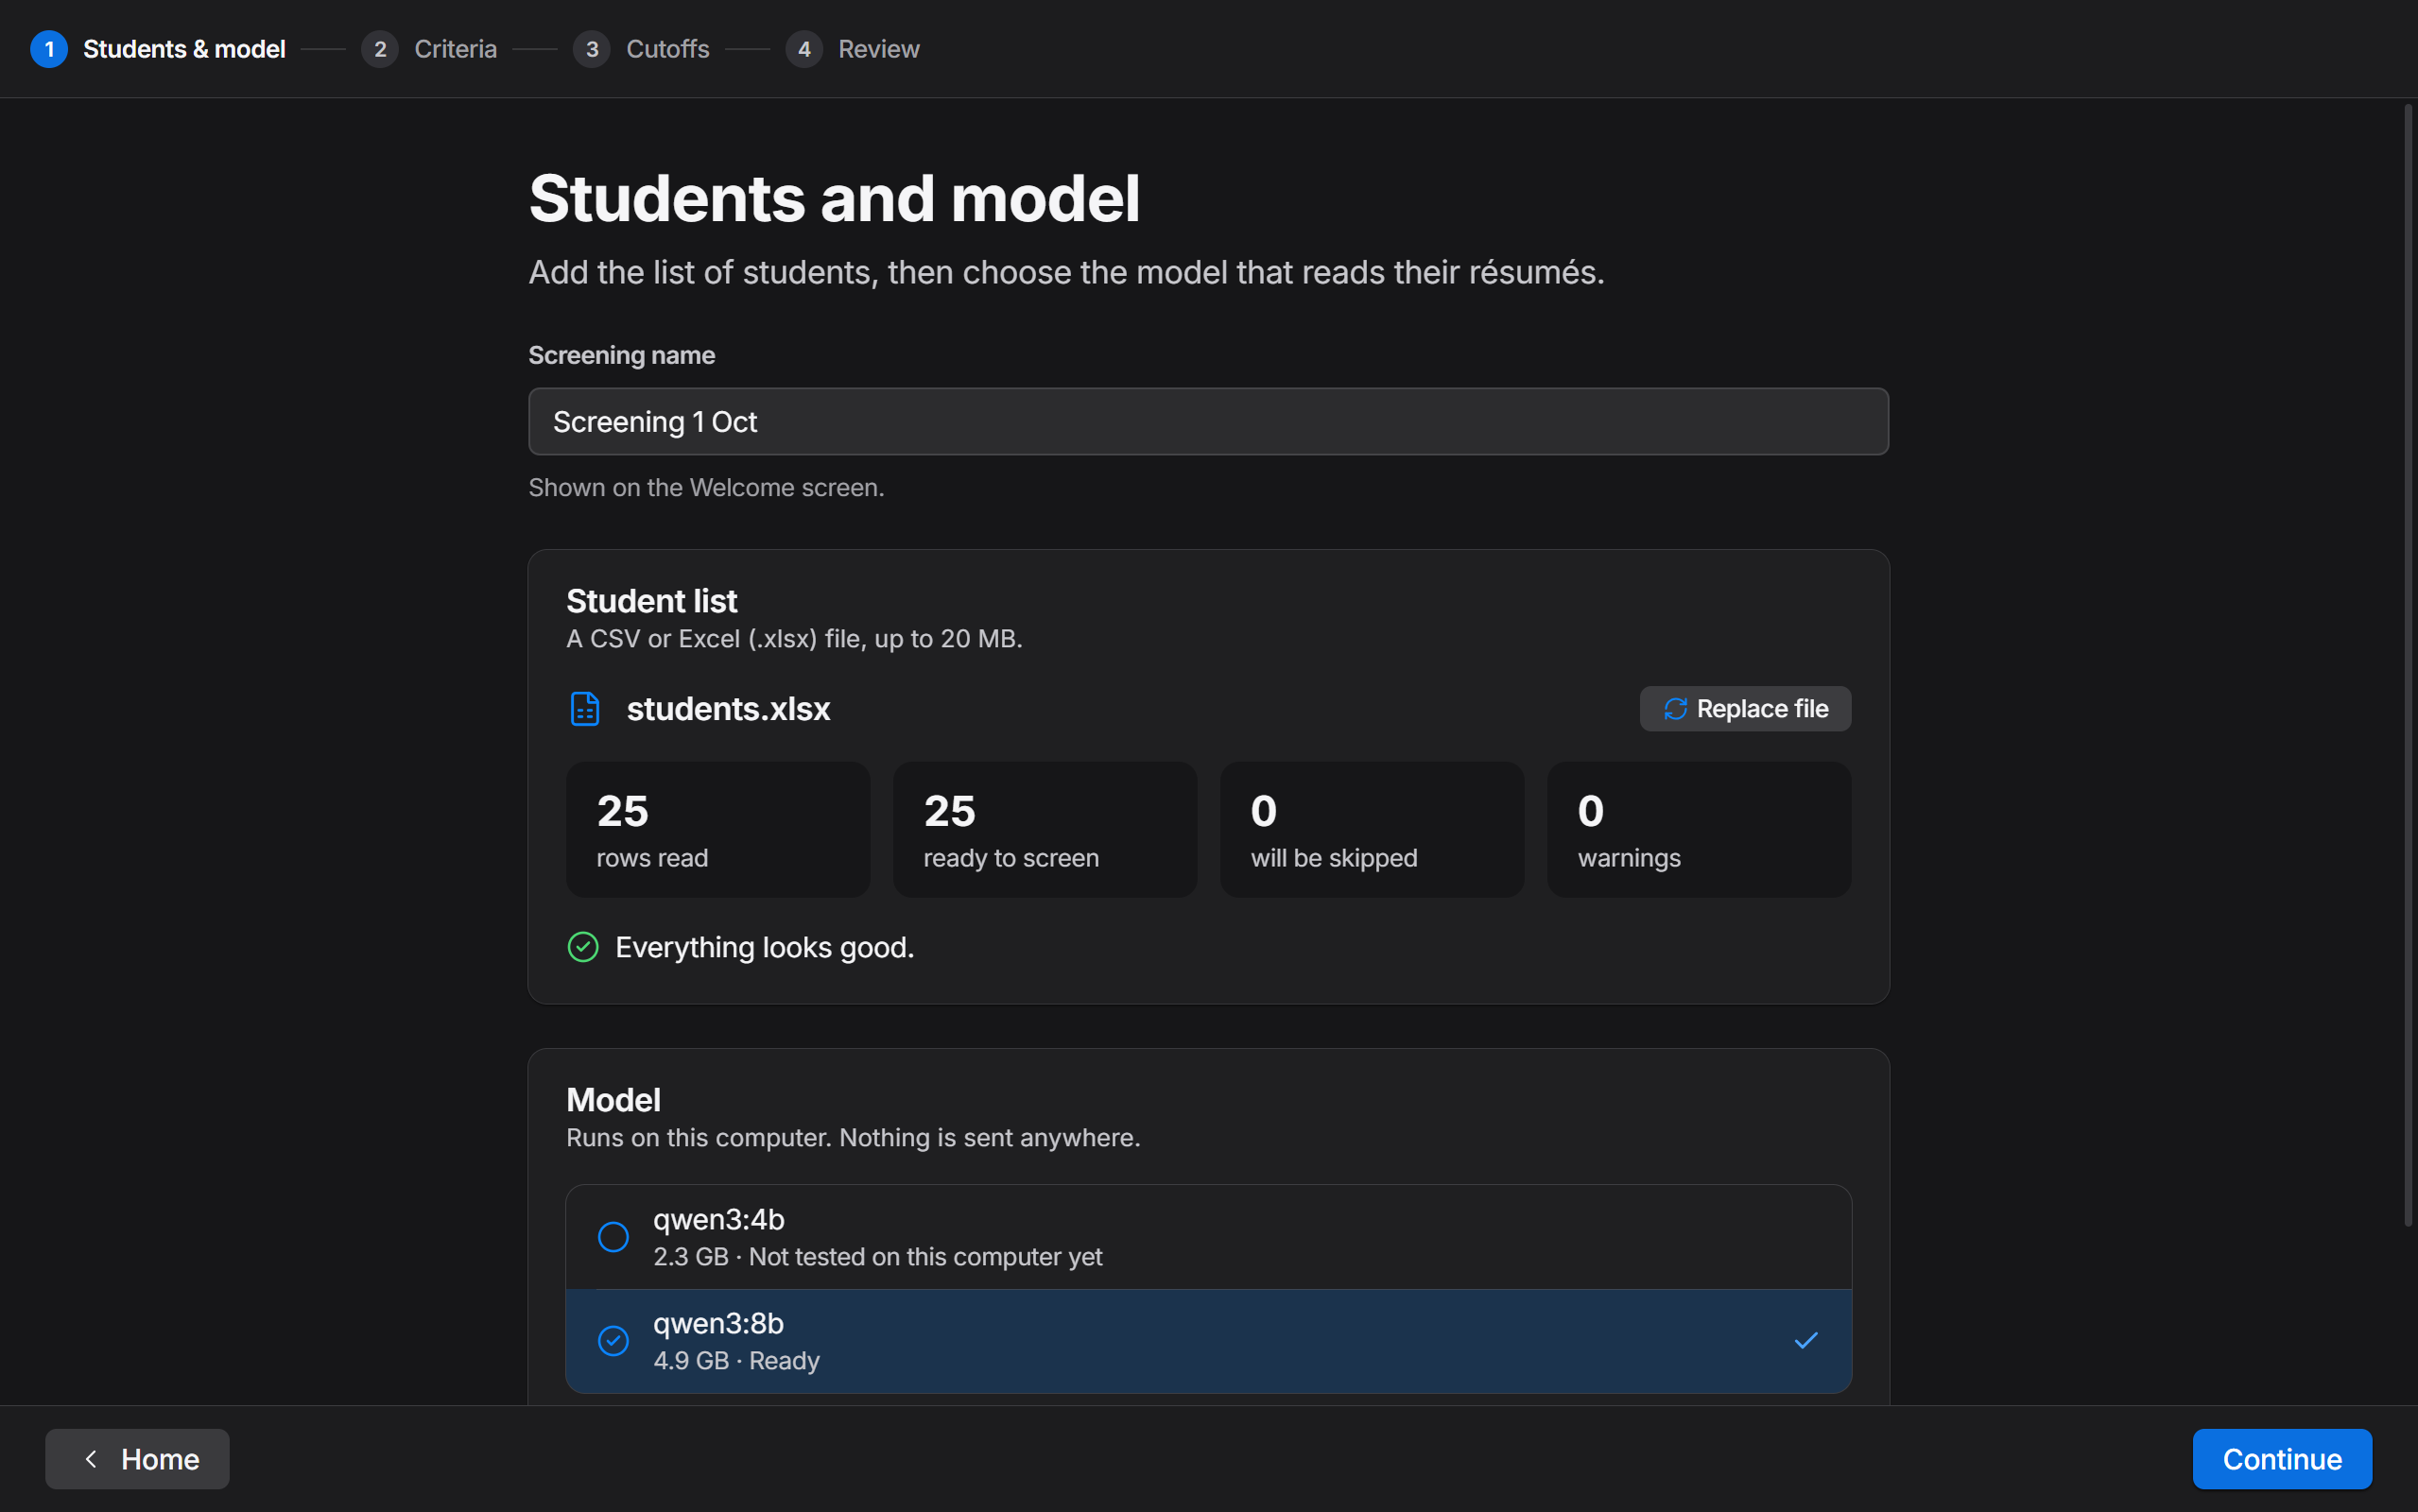 1 Students & model 2 Criteria 3 Cutoffs 4 Review
Students and model
Add the list of students, then choose the model that reads their résumés.
Screening name
Screening 1 Oct
Shown on the Welcome screen.
Student list
A CSV or Excel (.xlsx) file, up to 20 MB.
students.xlsx Replace file
25 25 0 0
rows read ready to screen will be skipped warnings
Everything looks good.
Model
Runs on this computer. Nothing is sent anywhere.
qwen3:4b
2.3 GB · Not tested on this computer yet
qwen3:8b
4.9 GB · Ready
Home Continue